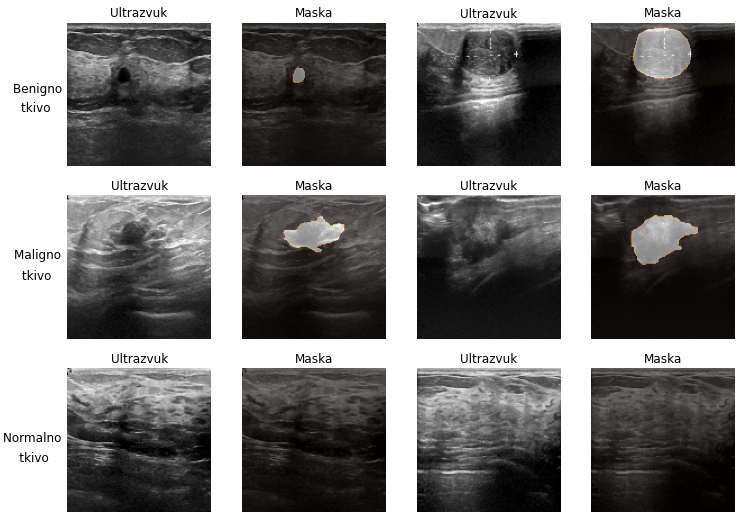 Ultrazvuk Maska Ultrazvuk Maska
Benigno
tkivo
Ultrazvuk Maska Ultrazvuk Maska
Maligno
tkivo
Ultrazvuk Maska Ultrazvuk Maska
Normalno
tkivo